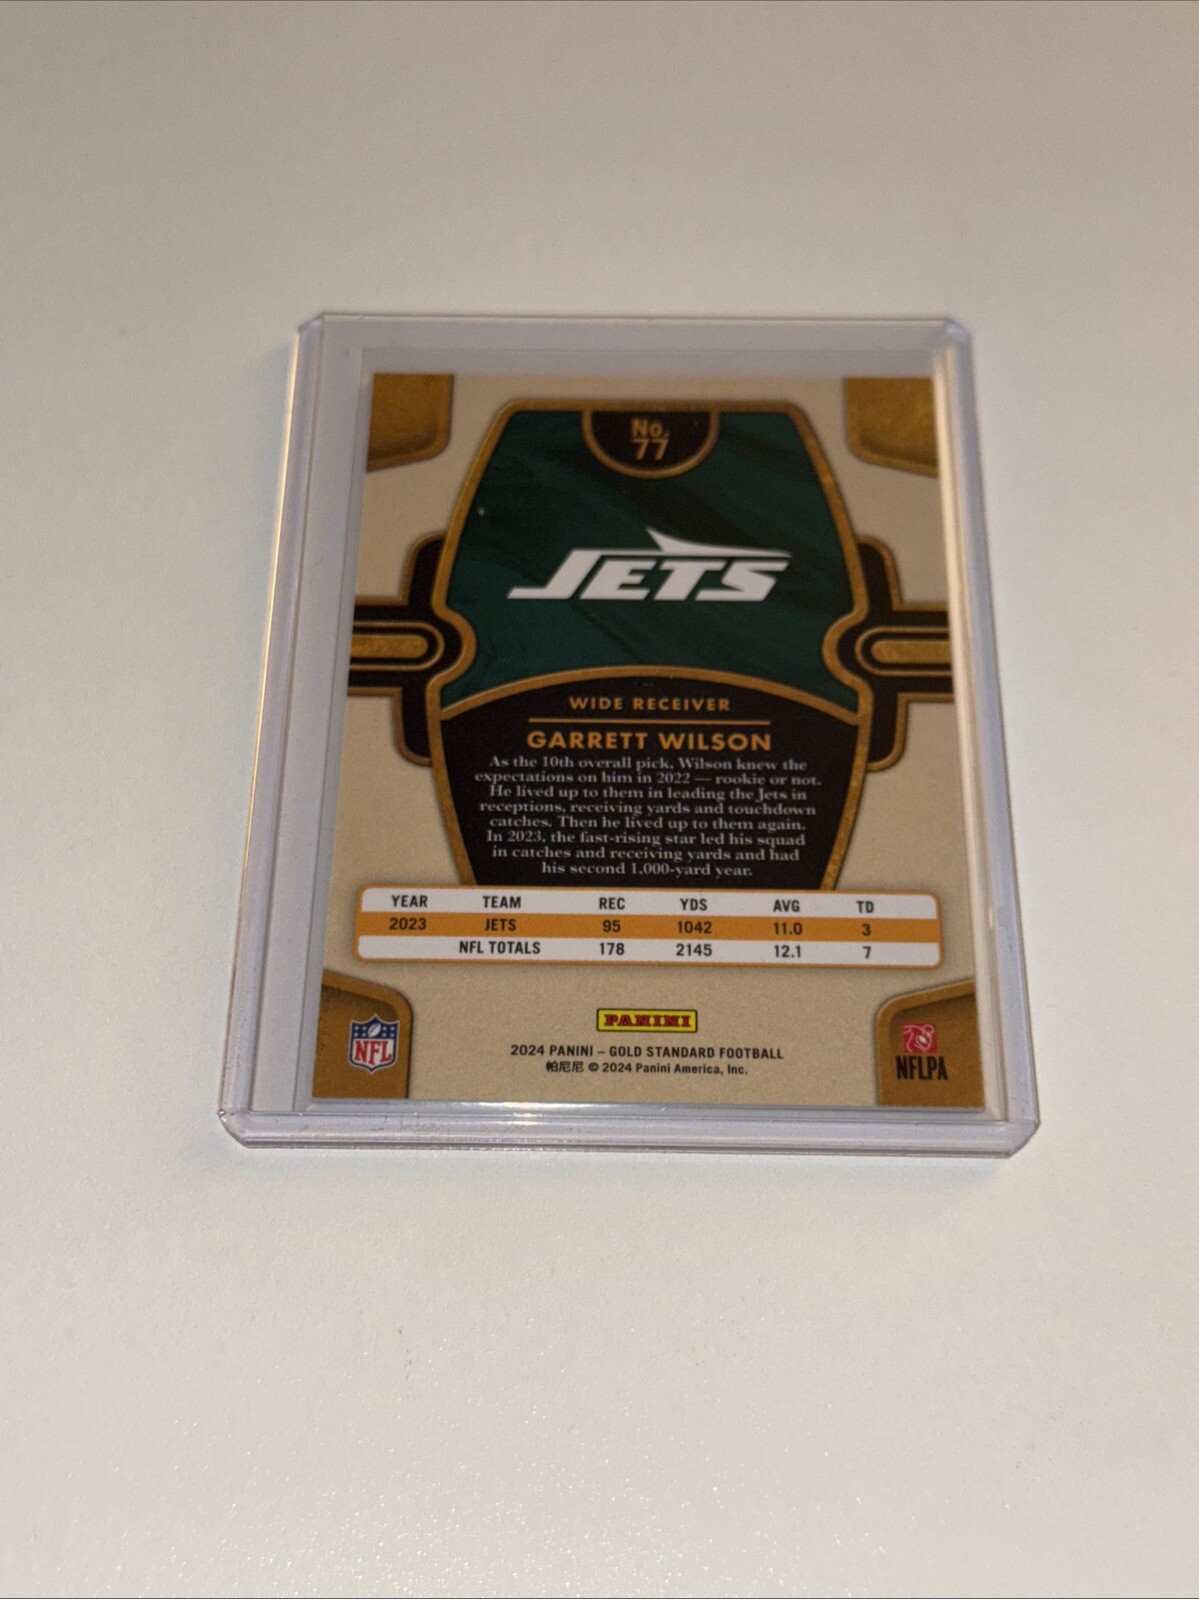 No.
77
JETS
WIDE RECEIVER
GARRETT WILSON
As the 10th overall pick, Wilson knew the
expectations on him in 2022 — rookie or not.
He lived up to them in leading the Jets in
receptions, receiving yards and touchdown
catches. Then he lived up to them again.
In 2023, the fast-rising star led his squad
in catches and receiving yards and had
his second 1,000-yard year.
YEAR TEAM REC YDS AVG TD
2023 JETS 95 1042 11.0 3
NFL TOTALS 178 2145 12.1 7
PANINI
NFL
2024 PANINI – GOLD STANDARD FOOTBALL
帕尼尼 © 2024 Panini America, Inc.
NFLPA